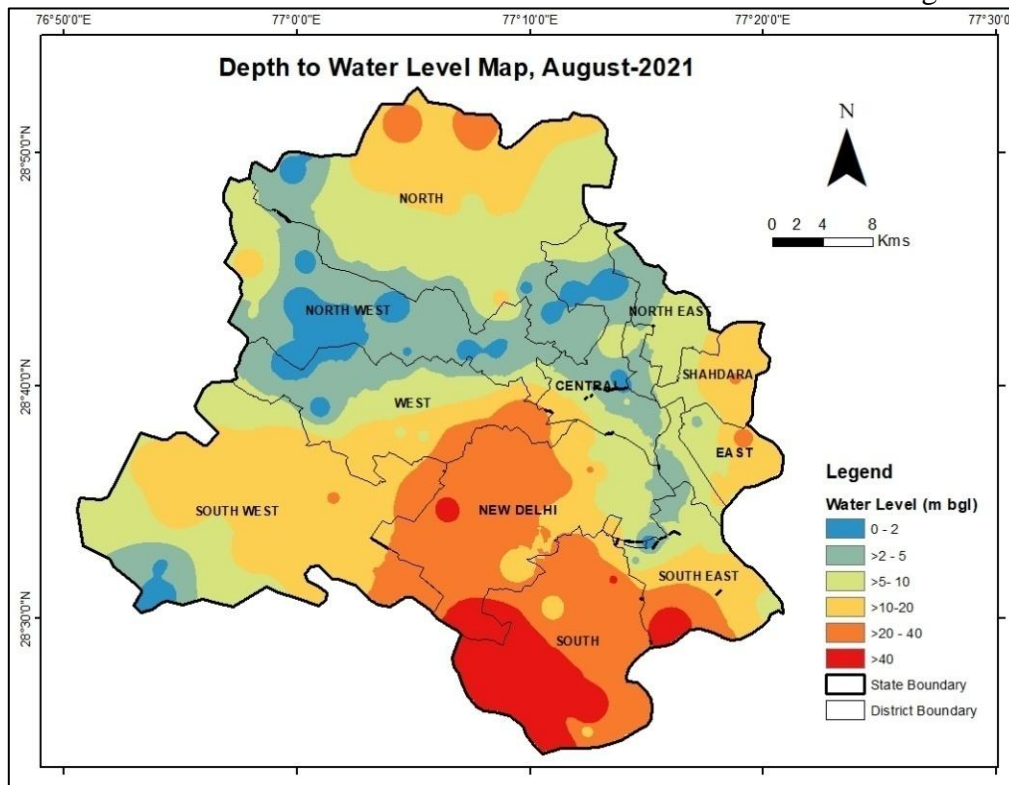 76°50'0"E 77°0'0"E 77°10'0"E 77°20'0"E 77°30'0"E
Depth to Water Level Map, August-2021
N
28°50'0"N
28°40'0"N
28°30'0"N
0 2 4 8
Kms
NORTH
NORTH WEST
NORTH EAST
SHAHDARA
CENTRAL
WEST
EAST
SOUTH WEST
NEW DELHI
SOUTH EAST
SOUTH
Legend
Water Level (m bgl)
0 - 2
>2 - 5
>5- 10
>10-20
>20 - 40
>40
State Boundary
District Boundary